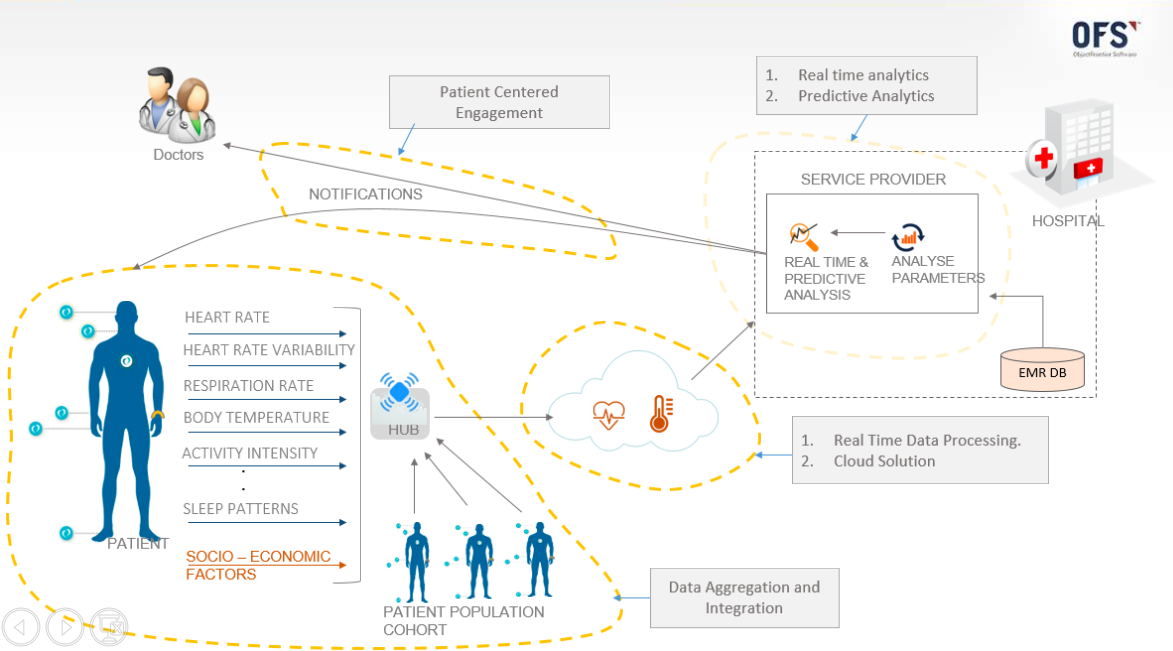 OFS
ObjectFrontier Software
Patient Centered
Engagement
1. Real time analytics
2. Predictive Analytics
Doctors
NOTIFICATIONS
SERVICE PROVIDER
HOSPITAL
REAL TIME &
PREDICTIVE
ANALYSIS
ANALYSE
PARAMETERS
EMR DB
HEART RATE
HEART RATE VARIABILITY
RESPIRATION RATE
BODY TEMPERATURE
ACTIVITY INTENSITY
.
.
SLEEP PATTERNS
SOCIO – ECONOMIC
FACTORS
PATIENT
HUB
1. Real Time Data Processing.
2. Cloud Solution
PATIENT POPULATION
COHORT
Data Aggregation and
Integration